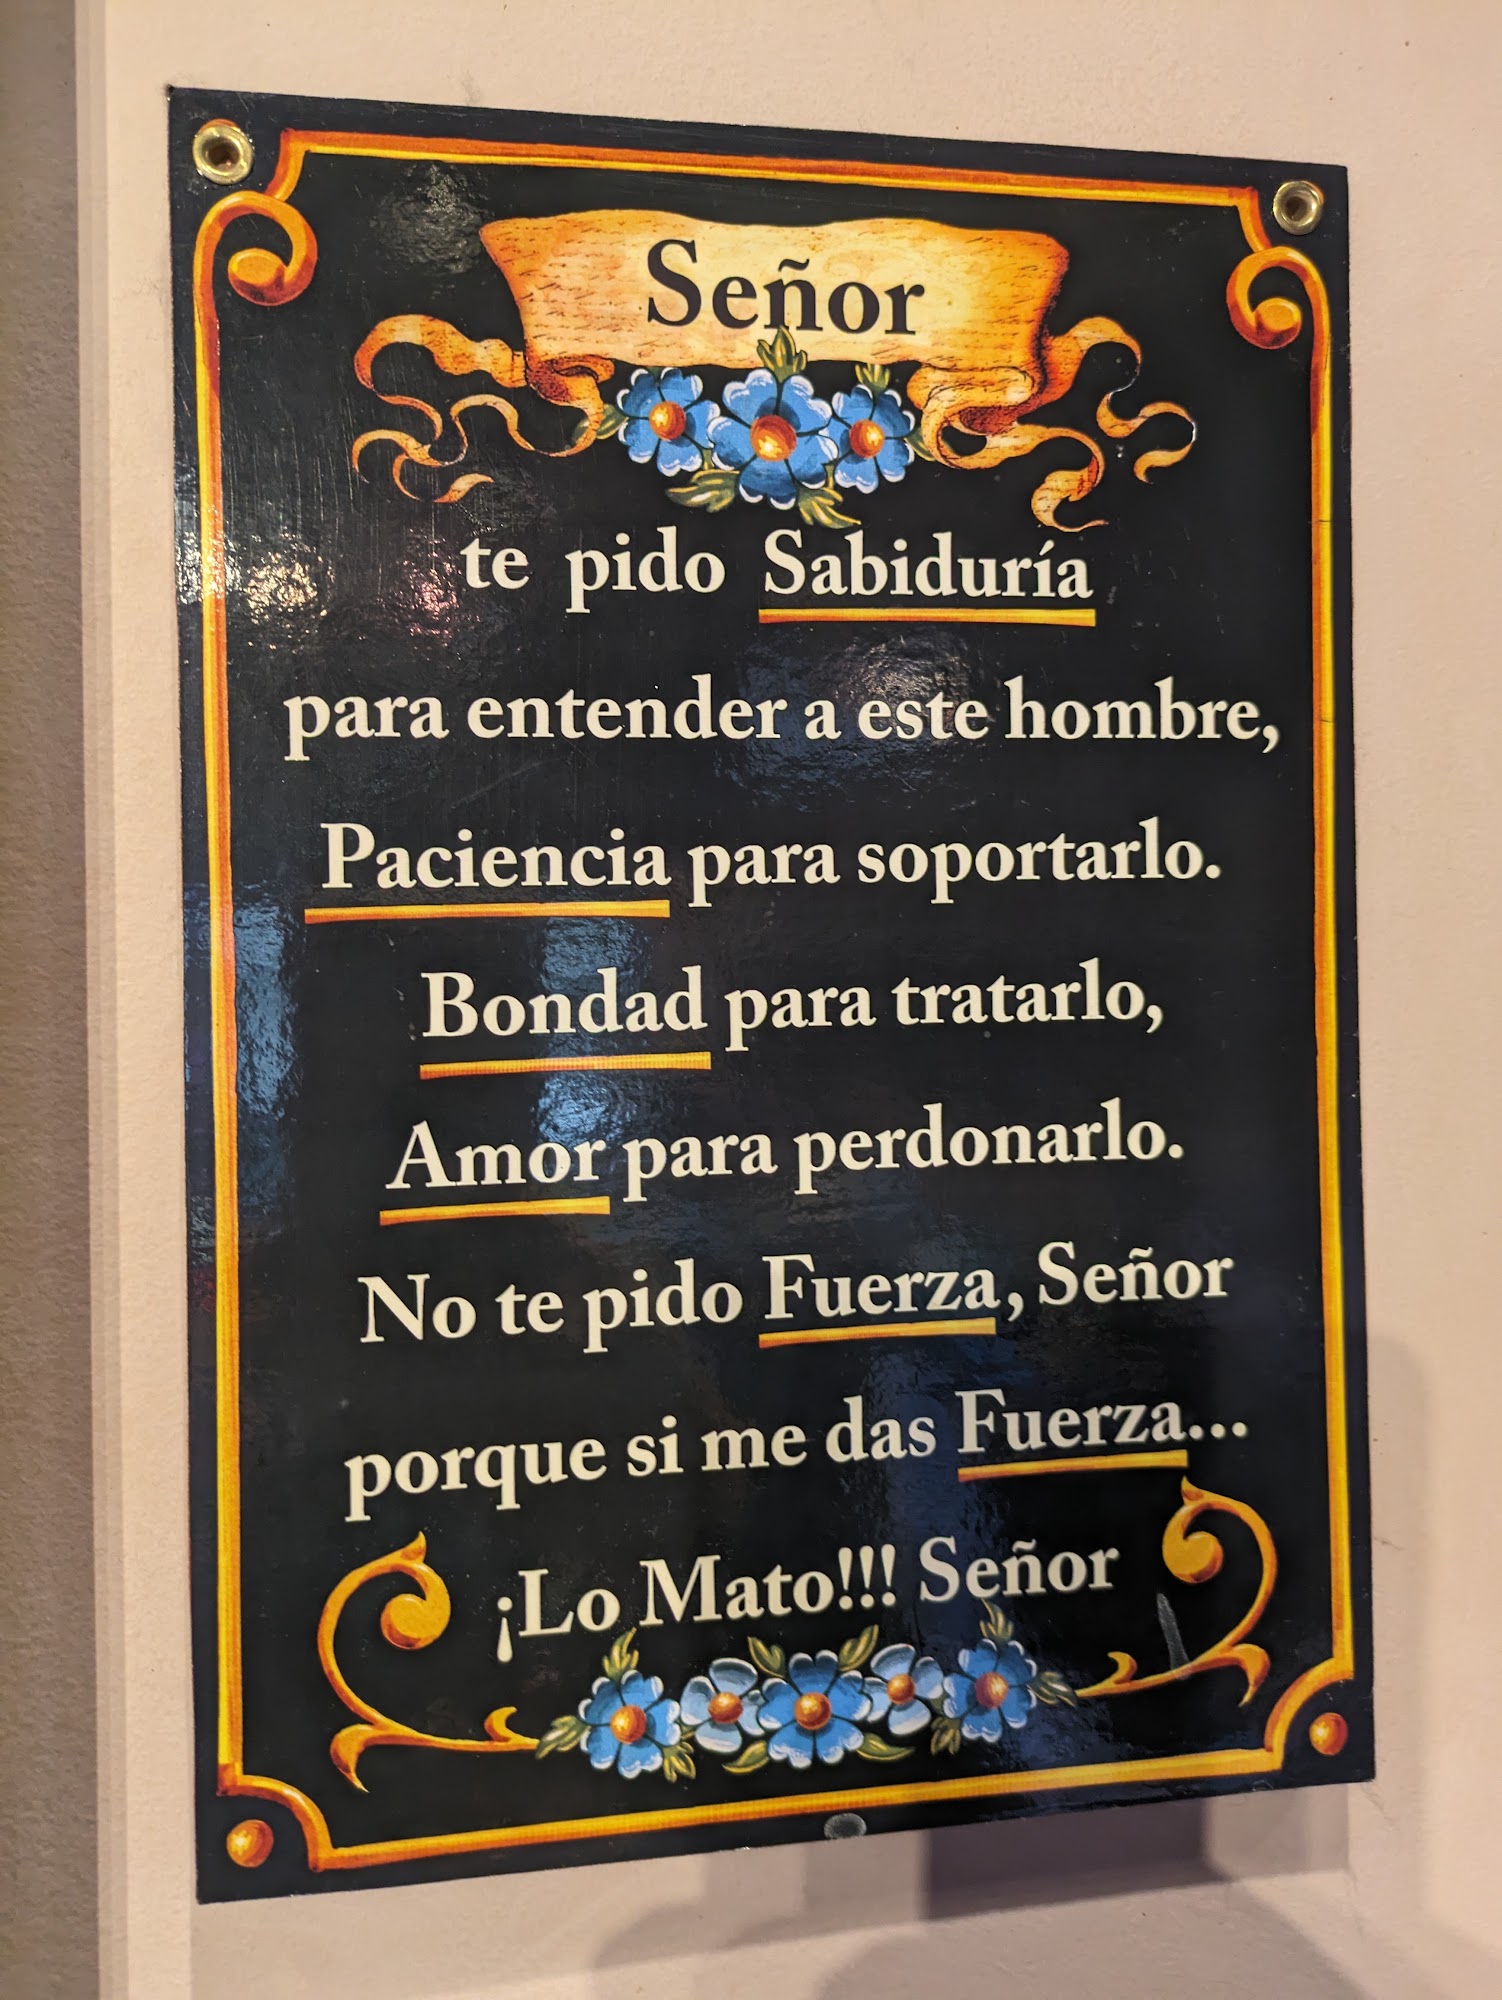 Señor
te pido Sabiduría
para entender a este hombre,
Paciencia para soportarlo.
Bondad para tratarlo,
Amor para perdonarlo.
No te pido Fuerza, Señor
porque si me das Fuerza...
¡Lo Mato!!! Señor